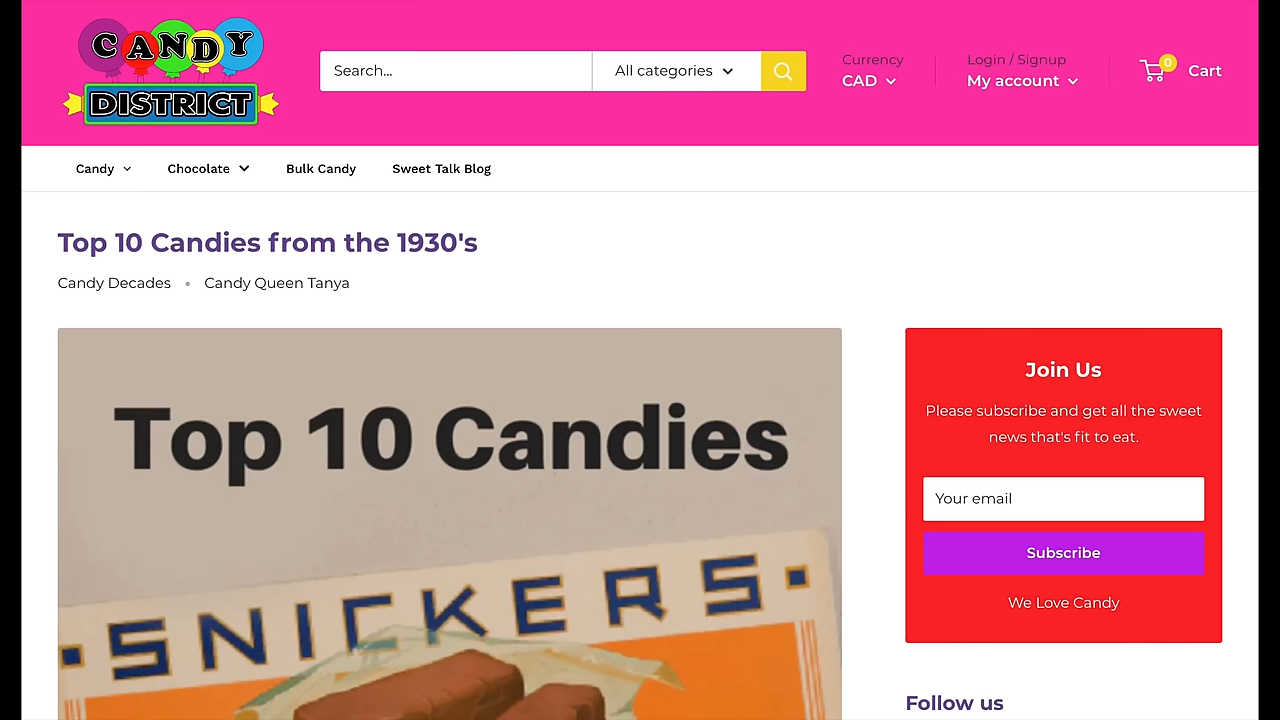 CANDY
DISTRICT
Search...
All categories
Currency
CAD
Login / Signup
My account
0
Cart
Candy
Chocolate
Bulk Candy
Sweet Talk Blog
Top 10 Candies from the 1930's
Candy Decades • Candy Queen Tanya
Top 10 Candies
·SNICKERS·
Join Us
Please subscribe and get all the sweet
news that's fit to eat.
Your email
Subscribe
We Love Candy
Follow us